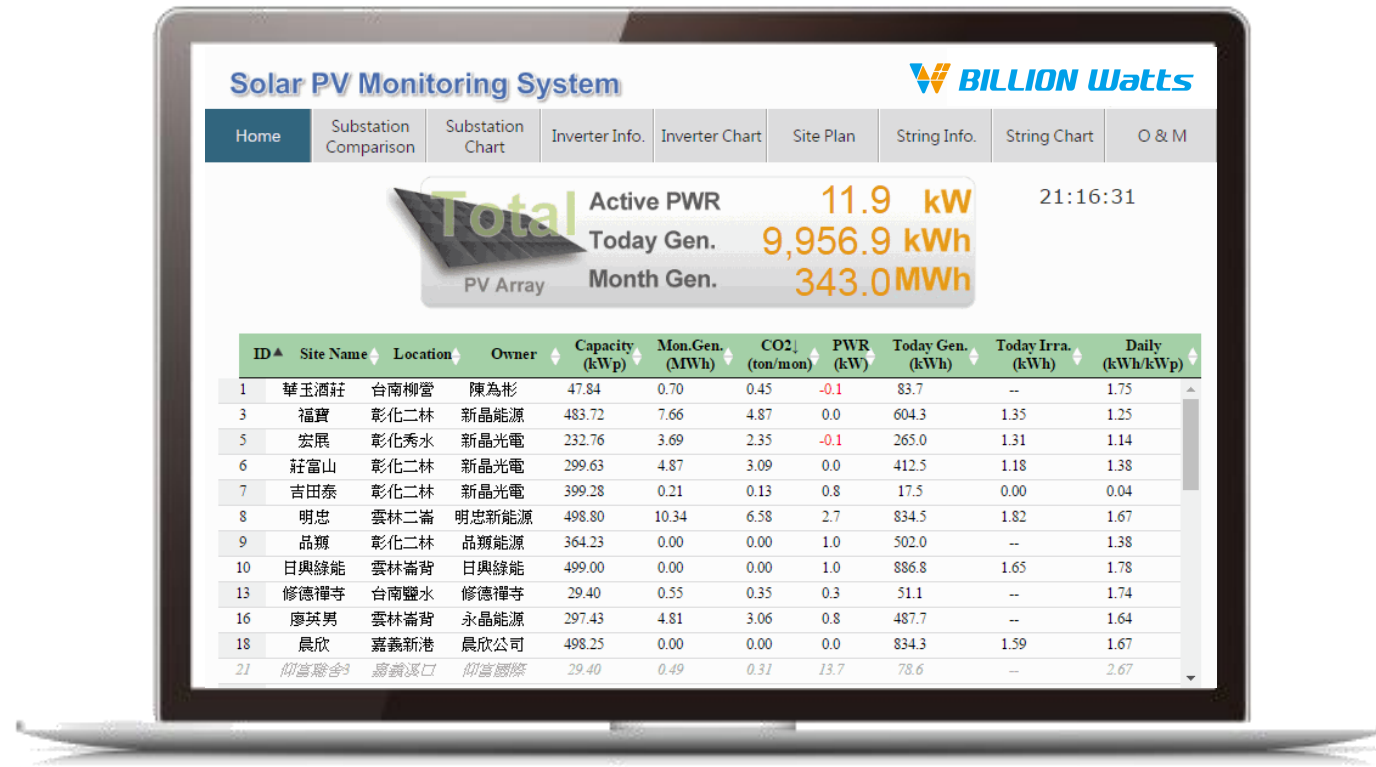 Solar PV Monitoring System
BILLION Watts
Home
Substation Comparison
Substation Chart
Inverter Info.
Inverter Chart
Site Plan
String Info.
String Chart
O & M
Total
PV Array
Active PWR 11.9 kW
Today Gen. 9,956.9 kWh
Month Gen. 343.0 MWh
21:16:31
ID Site Name Location Owner Capacity (kWp) Mon.Gen. (MWh) CO2↓ (ton/mon) PWR (kW) Today Gen. (kWh) Today Irra. (kWh) Daily (kWh/kWp)
1 華玉酒莊 台南柳營 陳為彬 47.84 0.70 0.45 -0.1 83.7 -- 1.75
3 福寶 彰化二林 新晶能源 483.72 7.66 4.87 0.0 604.3 1.35 1.25
5 宏展 彰化秀水 新晶光電 232.76 3.69 2.35 -0.1 265.0 1.31 1.14
6 莊富山 彰化二林 新晶光電 299.63 4.87 3.09 0.0 412.5 1.18 1.38
7 吉田泰 彰化二林 新晶光電 399.28 0.21 0.13 0.8 17.5 0.00 0.04
8 明忠 雲林二崙 明忠新能源 498.80 10.34 6.58 2.7 834.5 1.82 1.67
9 品 彰化二林 品 能源 364.23 0.00 0.00 1.0 502.0 -- 1.38
10 日興綠能 雲林崙背 日興綠能 499.00 0.00 0.00 1.0 886.8 1.65 1.78
13 修德禪寺 台南鹽水 修德禪寺 29.40 0.55 0.35 0.3 51.1 -- 1.74
16 廖英男 雲林崙背 永晶能源 297.43 4.81 3.06 0.8 487.7 -- 1.64
18 晨欣 嘉義新港 晨欣公司 498.25 0.00 0.00 0.0 834.3 1.59 1.67
21 仰富雞舍3 嘉義溪口 仰富國際 29.40 0.49 0.31 13.7 78.6 -- 2.67